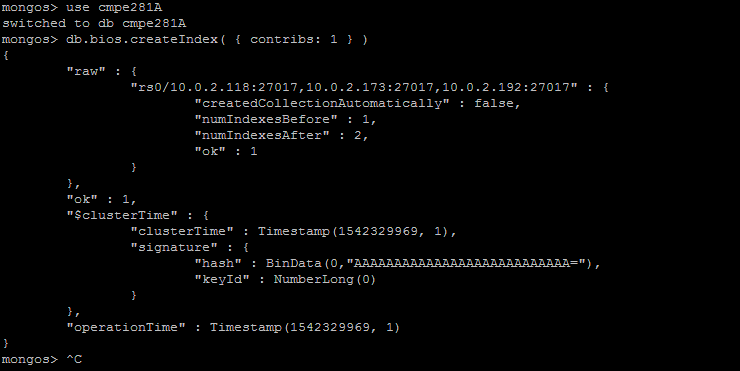 mongos> use cmpe281A
switched to db cmpe281A
mongos> db.bios.createIndex( { contribs: 1 } )
{
        "raw" : {
                "rs0/10.0.2.118:27017,10.0.2.173:27017,10.0.2.192:27017" : {
                        "createdCollectionAutomatically" : false,
                        "numIndexesBefore" : 1,
                        "numIndexesAfter" : 2,
                        "ok" : 1
                }
        },
        "ok" : 1,
        "$clusterTime" : {
                "clusterTime" : Timestamp(1542329969, 1),
                "signature" : {
                        "hash" : BinData(0,"AAAAAAAAAAAAAAAAAAAAAAAAAAA="),
                        "keyId" : NumberLong(0)
                }
        },
        "operationTime" : Timestamp(1542329969, 1)
}
mongos> ^C